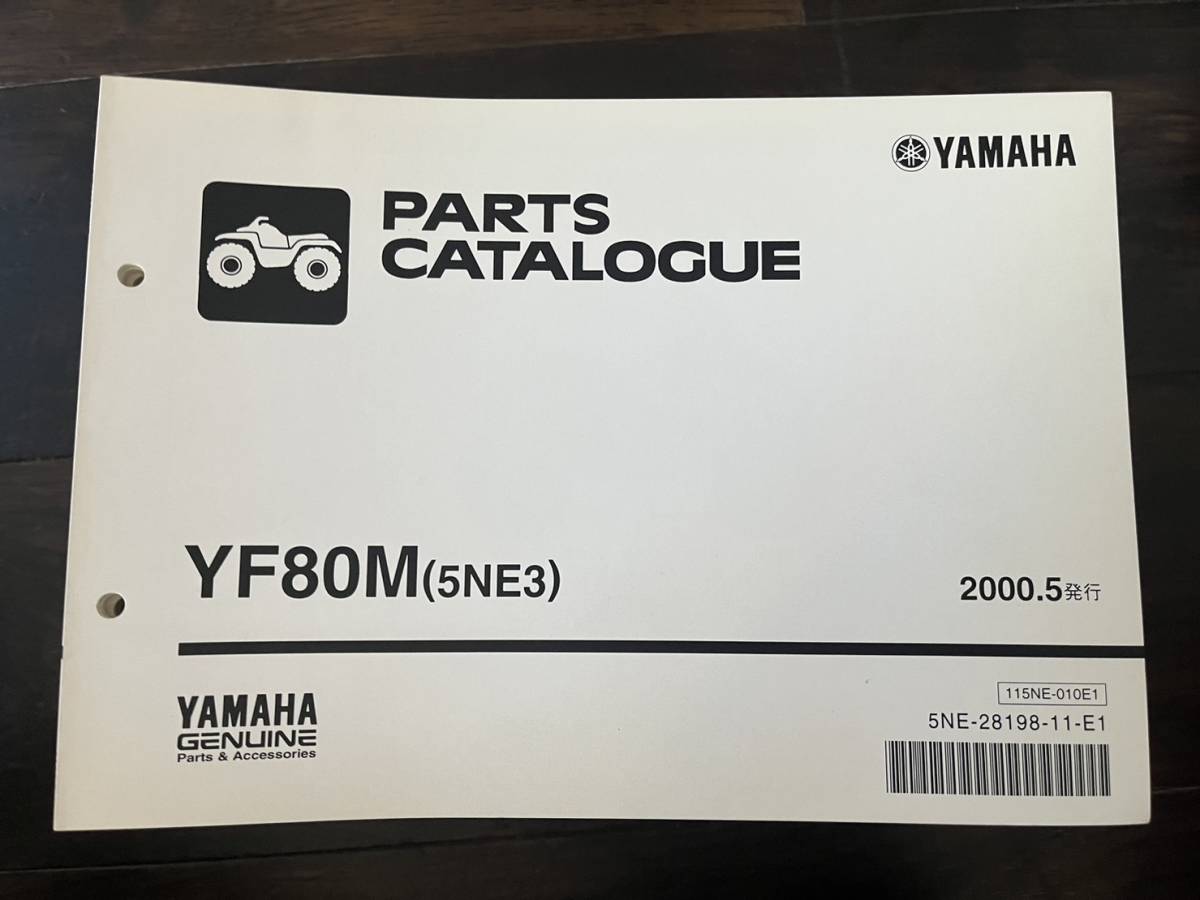 YAMAHA
PARTS
CATALOGUE
YF80M(5NE3)
2000.5発行
YAMAHA
GENUINE
Parts & Accessories
115NE-010E1
5NE-28198-11-E1